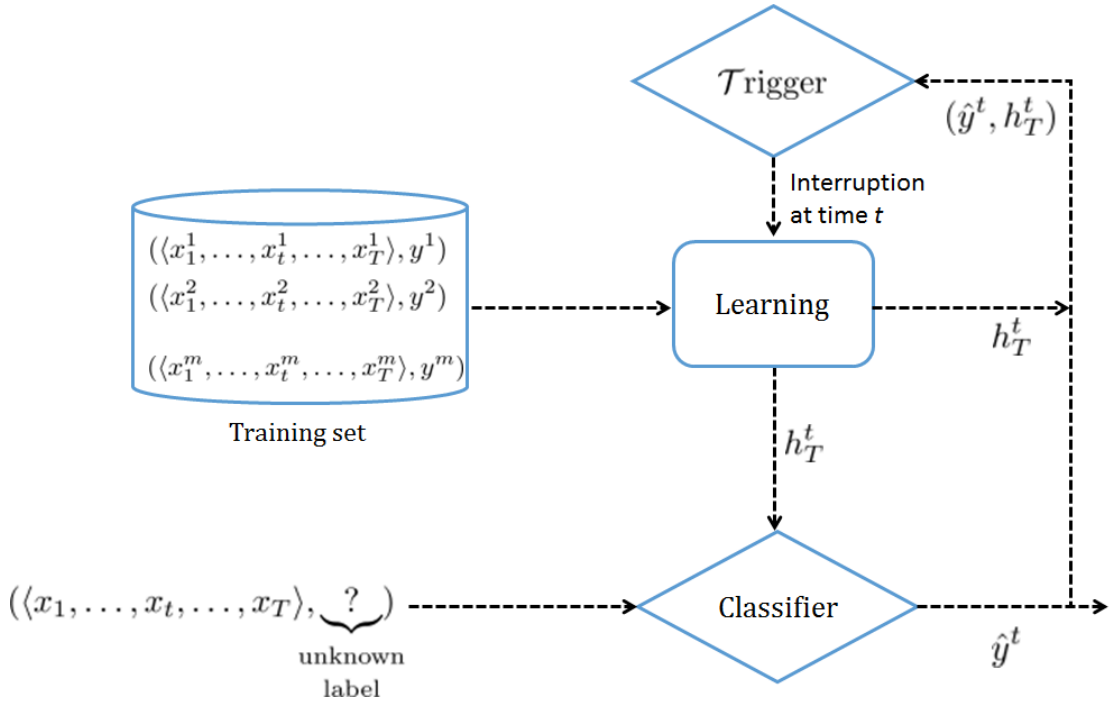 𝒯rigger
(ŷ^t, h_T^t)
Interruption
at time t
(⟨x_1^1, . . . , x_t^1, . . . , x_T^1⟩, y^1)
(⟨x_1^2, . . . , x_t^2, . . . , x_T^2⟩, y^2)
(⟨x_1^m, . . . , x_t^m, . . . , x_T^m⟩, y^m)
Training set
Learning
h_T^t
h_T^t
(⟨x_1, . . . , x_t, . . . , x_T⟩, ? )
unknown
label
Classifier
ŷ^t